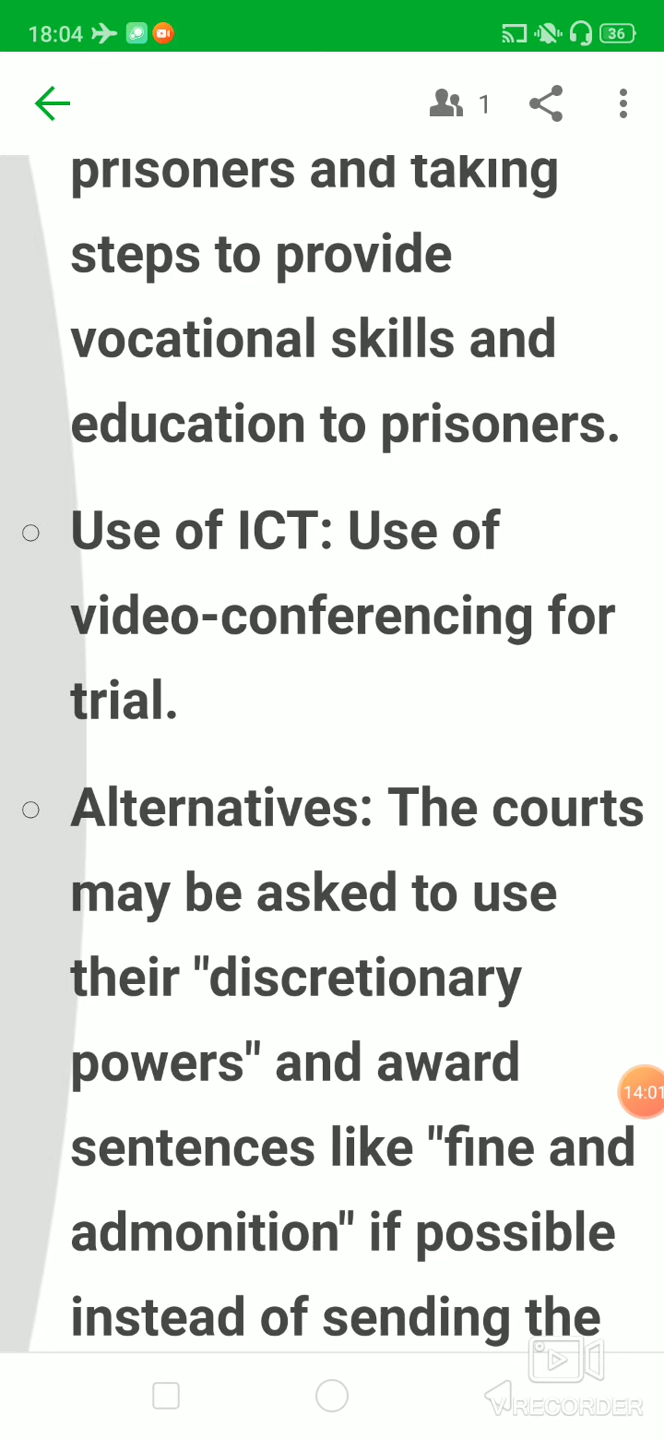 18:04
36
1
prisoners and taking
steps to provide
vocational skills and
education to prisoners.
Use of ICT: Use of
video-conferencing for
trial.
Alternatives: The courts
may be asked to use
their "discretionary
powers" and award
14:01
sentences like "fine and
admonition" if possible
instead of sending the
VRECORDER